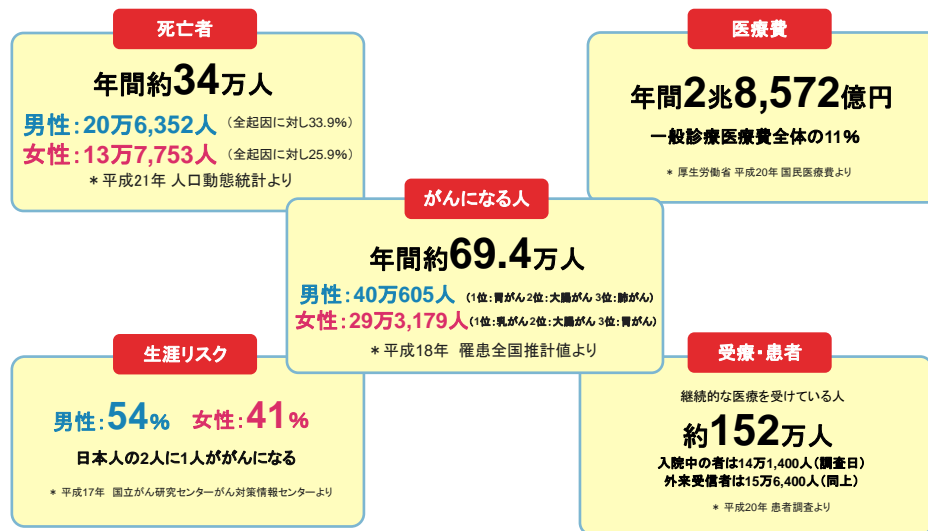 死亡者
年間約34万人
男性:20万6,352人 (全起因に対し33.9%)
女性:13万7,753人 (全起因に対し25.9%)
＊平成21年 人口動態統計より
医療費
年間2兆8,572億円
一般診療医療費全体の11%
＊ 厚生労働省 平成20年 国民医療費より
がんになる人
年間約69.4万人
男性:40万605人 (1位:胃がん 2位:大腸がん 3位:肺がん)
女性:29万3,179人(1位:乳がん 2位:大腸がん 3位:胃がん)
＊平成18年 罹患全国推計値より
生涯リスク
男性:54% 女性:41%
日本人の2人に1人ががんになる
＊ 平成17年 国立がん研究センターがん対策情報センターより
受療・患者
継続的な医療を受けている人
約152万人
入院中の者は14万1,400人(調査日)
外来受信者は15万6,400人(同上)
＊ 平成20年 患者調査より